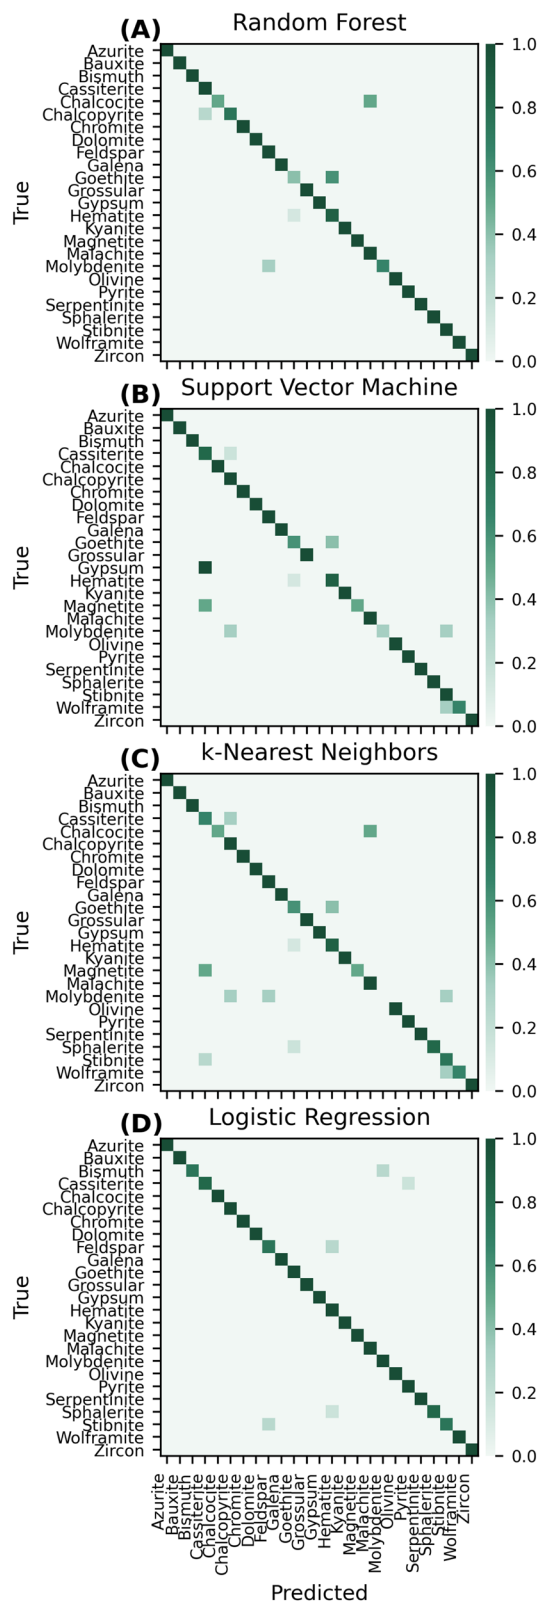 (A) Random Forest
Azurite
Bauxite
Bismuth
Cassiterite
Chalcocite
Chalcopyrite
Chromite
Dolomite
Feldspar
Galena
Goethite
Grossular
Gypsum
Hematite
Kyanite
Magnetite
Malachite
Molybdenite
Olivine
Pyrite
Serpentinite
Sphalerite
Stibnite
Wolframite
Zircon
True
1.0
0.8
0.6
0.4
0.2
0.0
(B) Support Vector Machine
Azurite
Bauxite
Bismuth
Cassiterite
Chalcocite
Chalcopyrite
Chromite
Dolomite
Feldspar
Galena
Goethite
Grossular
Gypsum
Hematite
Kyanite
Magnetite
Malachite
Molybdenite
Olivine
Pyrite
Serpentinite
Sphalerite
Stibnite
Wolframite
Zircon
True
1.0
0.8
0.6
0.4
0.2
0.0
(C) k-Nearest Neighbors
Azurite
Bauxite
Bismuth
Cassiterite
Chalcocite
Chalcopyrite
Chromite
Dolomite
Feldspar
Galena
Goethite
Grossular
Gypsum
Hematite
Kyanite
Magnetite
Malachite
Molybdenite
Olivine
Pyrite
Serpentinite
Sphalerite
Stibnite
Wolframite
Zircon
True
1.0
0.8
0.6
0.4
0.2
0.0
(D) Logistic Regression
Azurite
Bauxite
Bismuth
Cassiterite
Chalcocite
Chalcopyrite
Chromite
Dolomite
Feldspar
Galena
Goethite
Grossular
Gypsum
Hematite
Kyanite
Magnetite
Malachite
Molybdenite
Olivine
Pyrite
Serpentinite
Sphalerite
Stibnite
Wolframite
Zircon
True
1.0
0.8
0.6
0.4
0.2
0.0
Azurite
Bauxite
Bismuth
Cassiterite
Chalcocite
Chalcopyrite
Chromite
Dolomite
Feldspar
Galena
Goethite
Grossular
Gypsum
Hematite
Kyanite
Magnetite
Malachite
Molybdenite
Olivine
Pyrite
Serpentinite
Sphalerite
Stibnite
Wolframite
Zircon
Predicted